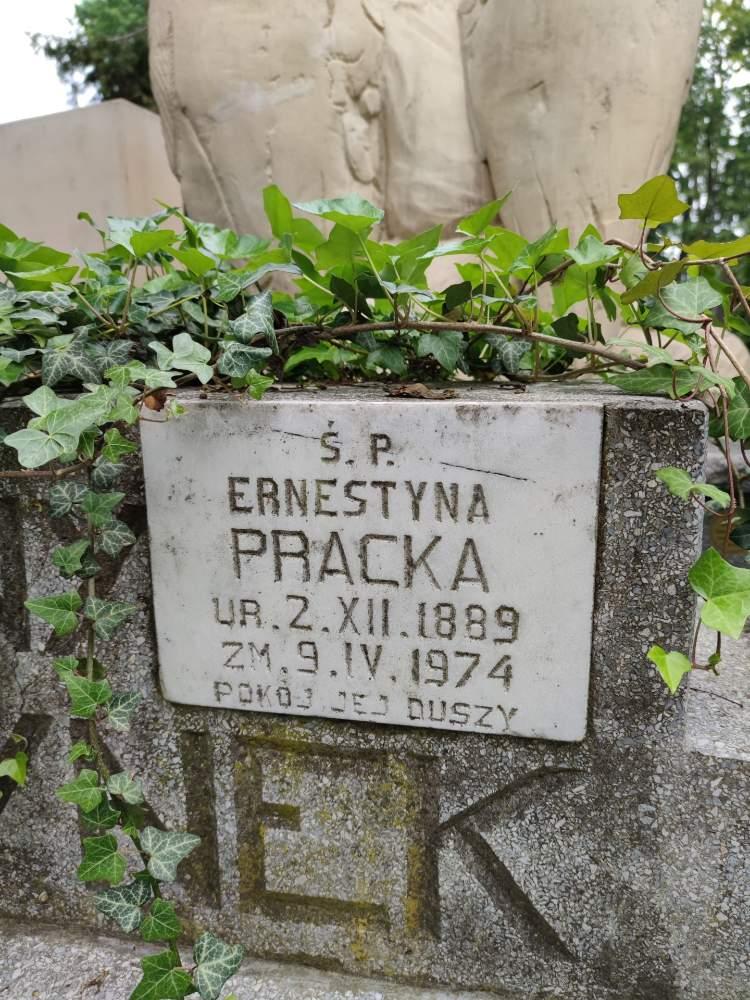 Ś. P.
ERNESTYNA
PRACKA
UR. 2. XII. 1889
ZM. 9. IV. 1974
POKÓJ JEJ DUSZY